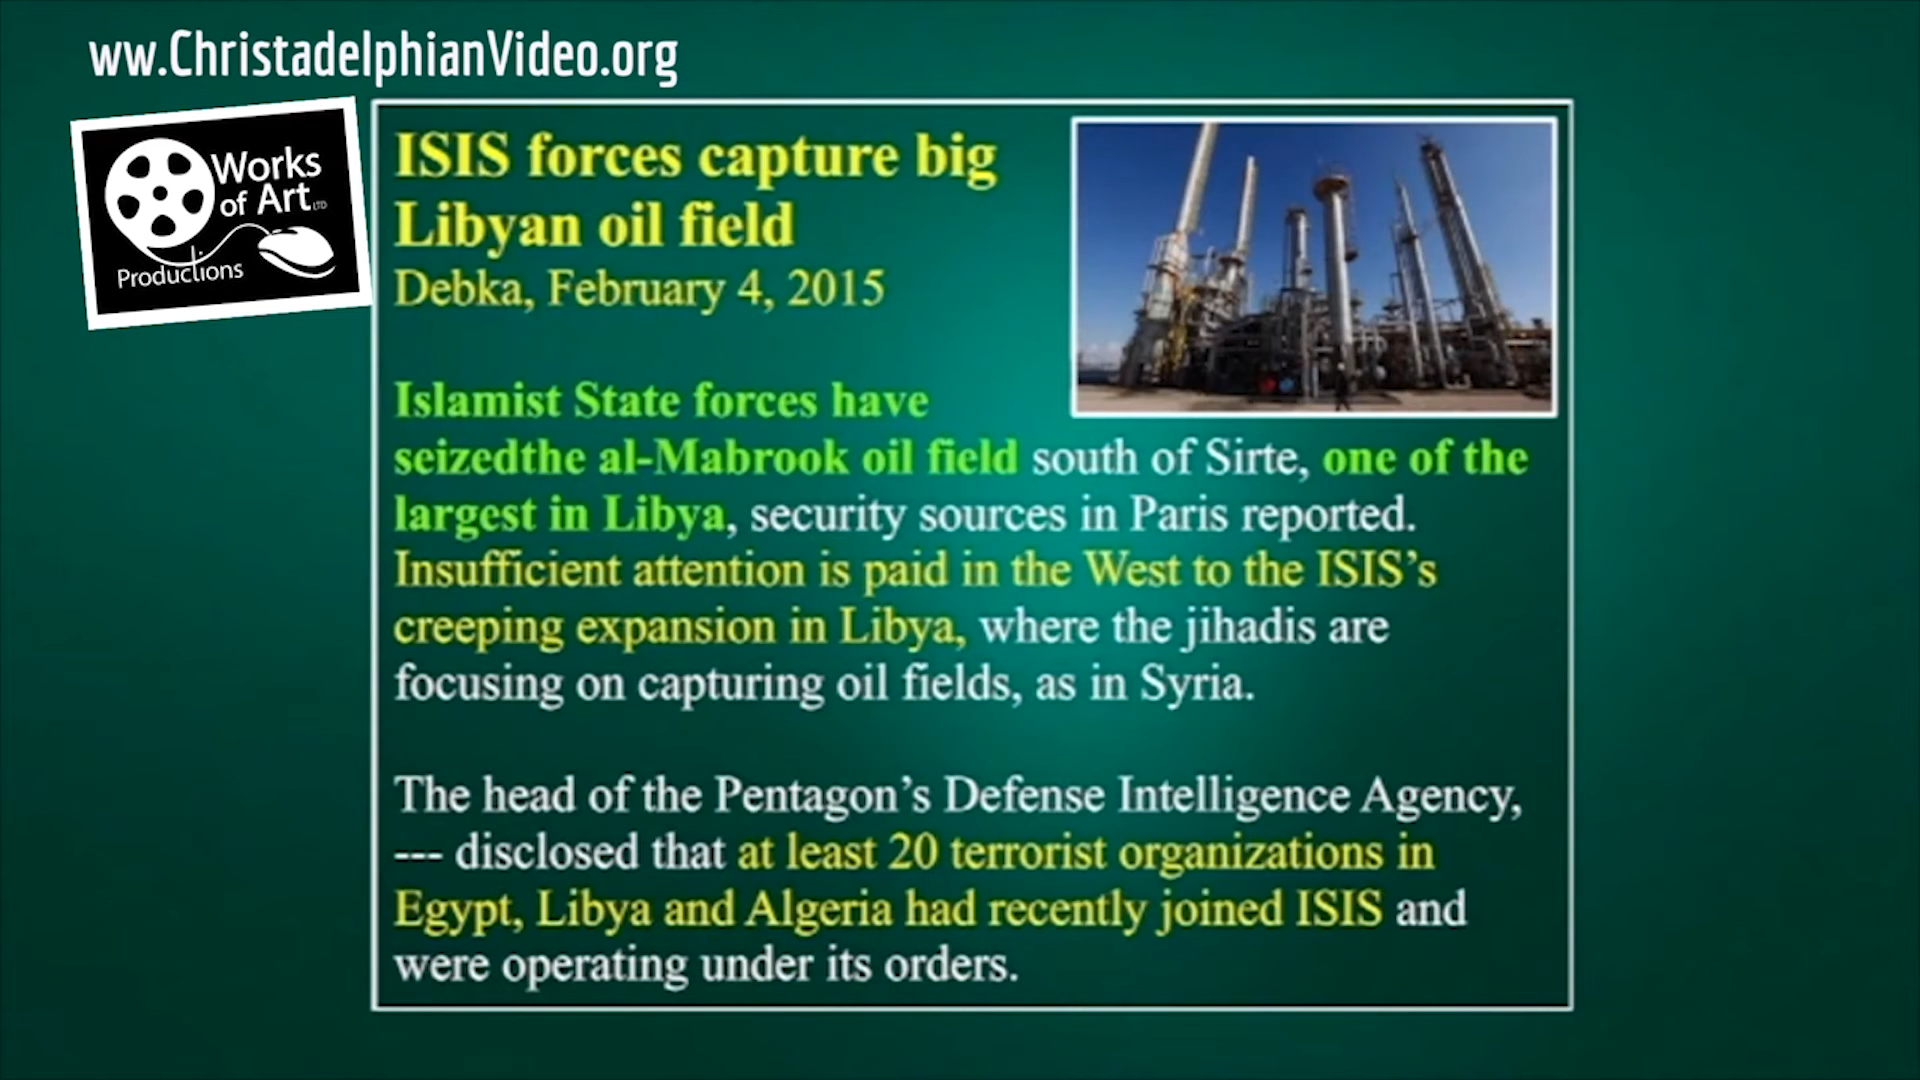 ww.ChristadelphianVideo.org
Works
of Art LTD
Productions
ISIS forces capture big
Libyan oil field
Debka, February 4, 2015
Islamist State forces have
seizedthe al-Mabrook oil field south of Sirte, one of the
largest in Libya, security sources in Paris reported.
Insufficient attention is paid in the West to the ISIS’s
creeping expansion in Libya, where the jihadis are
focusing on capturing oil fields, as in Syria.
The head of the Pentagon’s Defense Intelligence Agency,
--- disclosed that at least 20 terrorist organizations in
Egypt, Libya and Algeria had recently joined ISIS and
were operating under its orders.